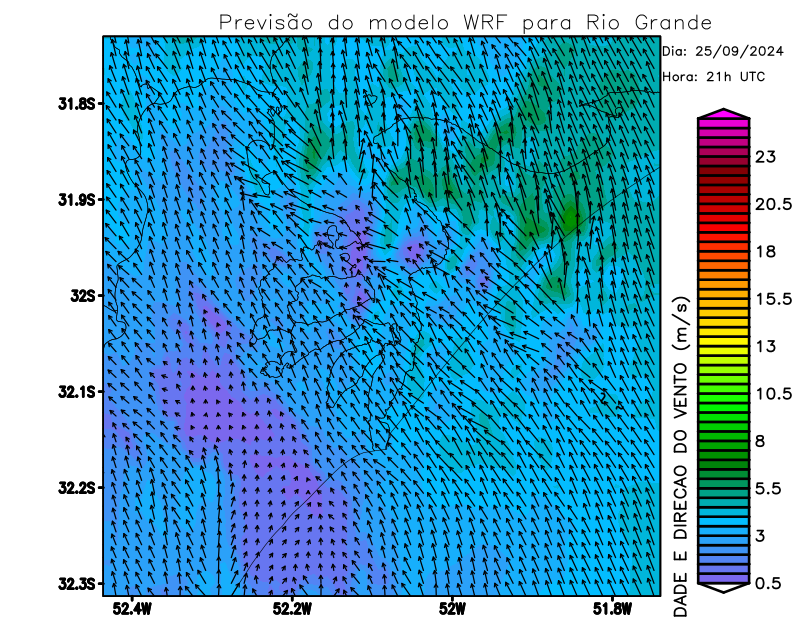 Previsão do modelo WRF para Rio Grande
Dia: 25/09/2024
Hora: 21h UTC
31.8S
31.9S
32S
32.1S
32.2S
32.3S
52.4W
52.2W
52W
51.8W
23
20.5
18
15.5
13
10.5
8
5.5
3
0.5
DADE E DIRECAO DO VENTO (m/s)